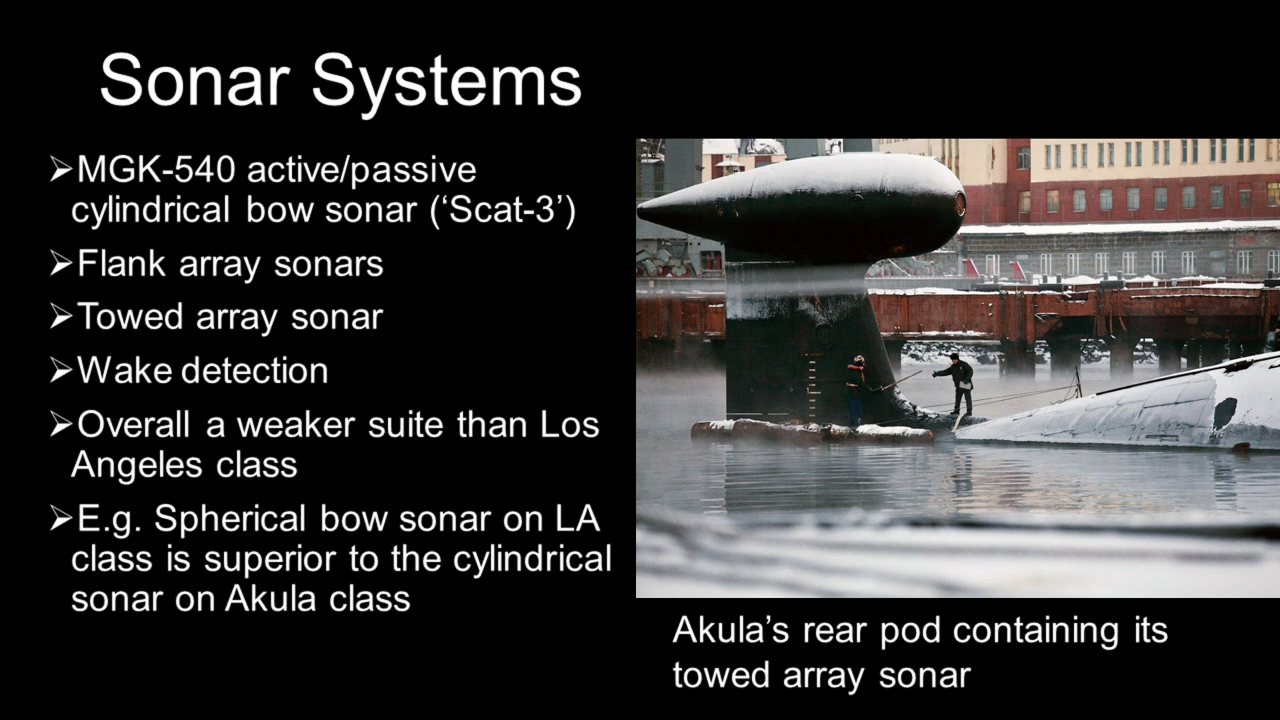 Sonar Systems
➢MGK-540 active/passive
cylindrical bow sonar (‘Scat-3’)
➢Flank array sonars
➢Towed array sonar
➢Wake detection
➢Overall a weaker suite than Los
Angeles class
➢E.g. Spherical bow sonar on LA
class is superior to the cylindrical
sonar on Akula class
Akula’s rear pod containing its
towed array sonar